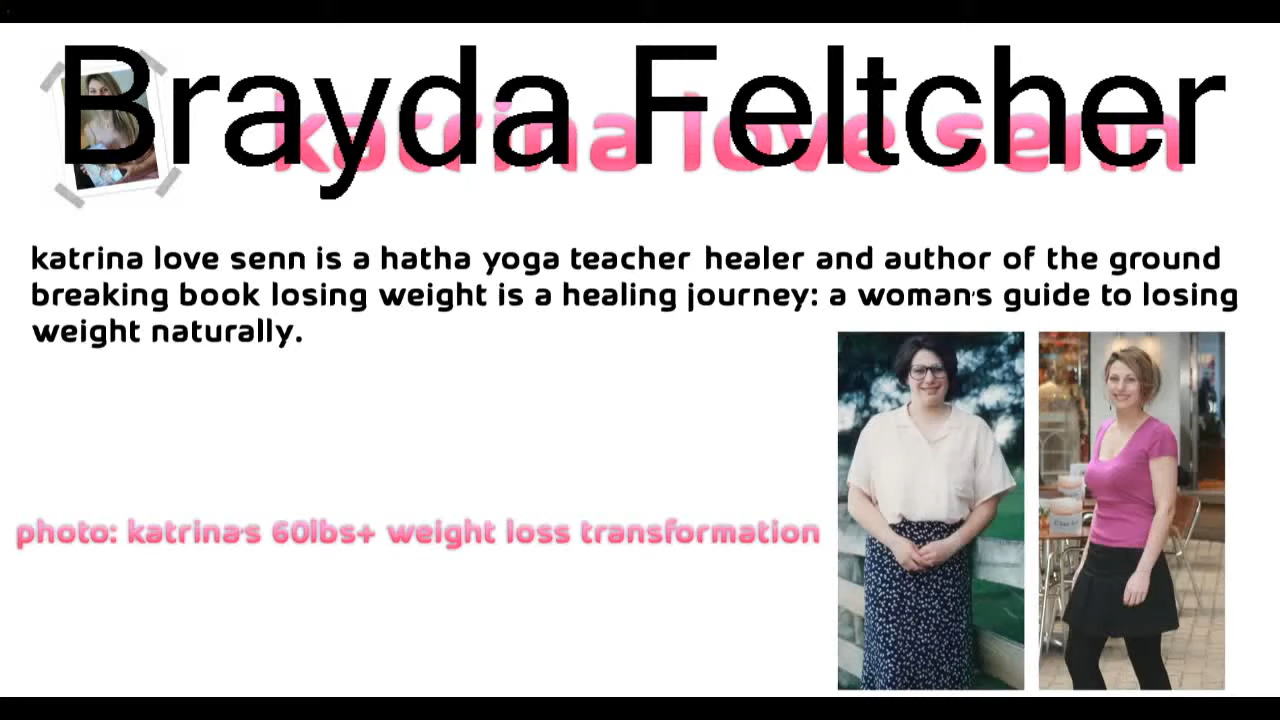 Brayda Feltcher
katrina love senn
katrina love senn is a hatha yoga teacher healer and author of the ground
breaking book losing weight is a healing journey: a woman's guide to losing
weight naturally.
photo: katrina's 60lbs+ weight loss transformation